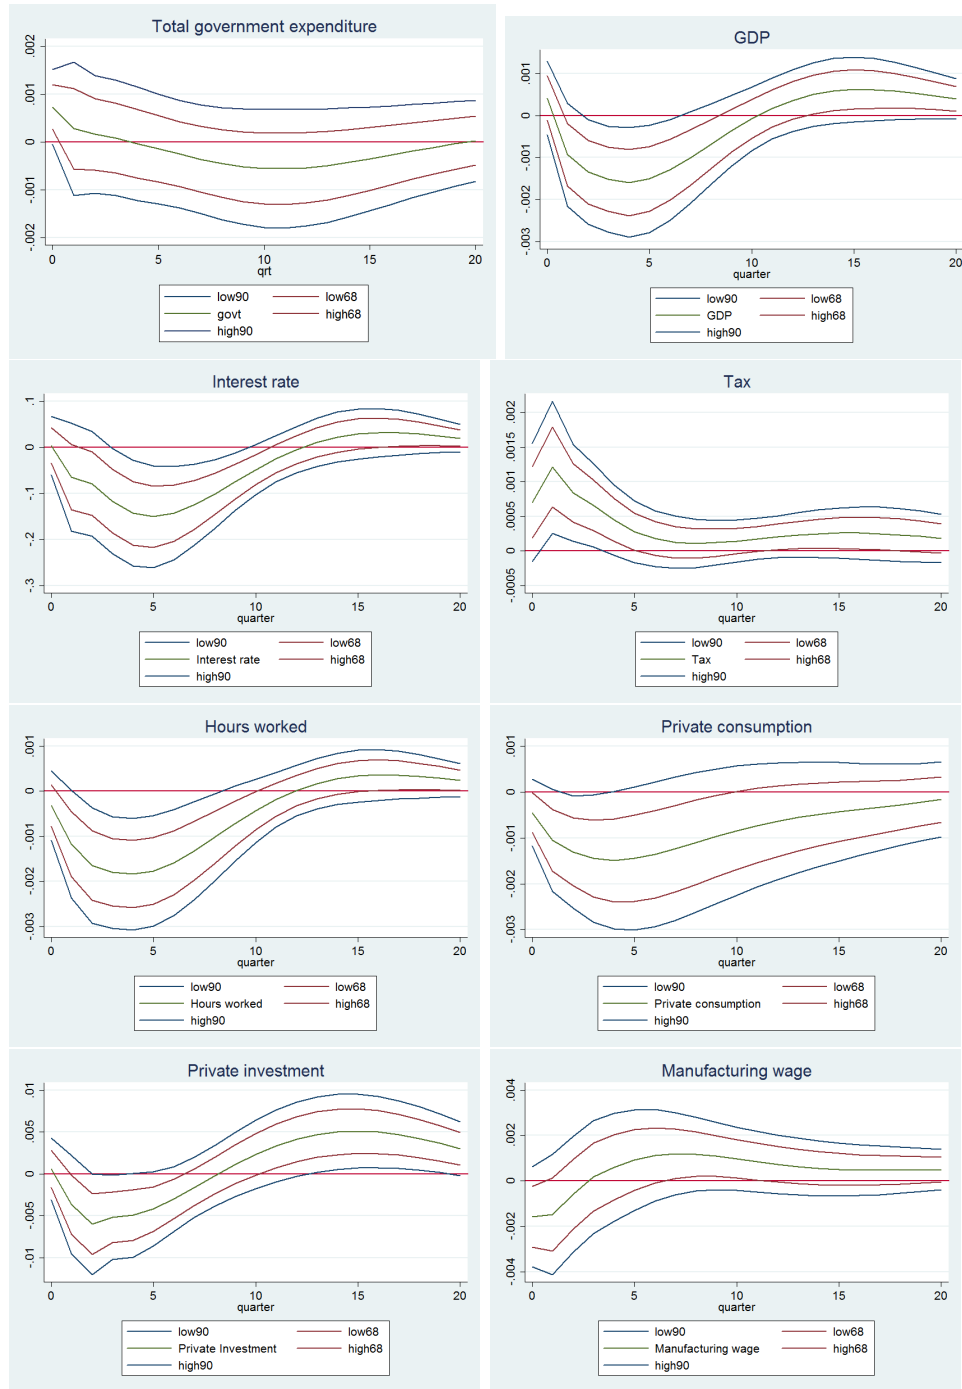 Total government expenditure
.002
.001
0
-.001
-.002
0 5 10 15 20
qrt
low90 low68
govt high68
high90
GDP
.001
0
-.001
-.002
-.003
0 5 10 15 20
quarter
low90 low68
GDP high68
high90
Interest rate
.1
0
-.1
-.2
-.3
0 5 10 15 20
quarter
low90 low68
Interest rate high68
high90
Tax
.002
.0015
.001
.0005
0
-.0005
0 5 10 15 20
quarter
low90 low68
Tax high68
high90
Hours worked
.001
0
-.001
-.002
-.003
0 5 10 15 20
quarter
low90 low68
Hours worked high68
high90
Private consumption
.001
0
-.001
-.002
-.003
0 5 10 15 20
quarter
low90 low68
Private consumption high68
high90
Private investment
.01
.005
0
-.005
-.01
0 5 10 15 20
quarter
low90 low68
Private Investment high68
high90
Manufacturing wage
.004
.002
0
-.002
-.004
0 5 10 15 20
quarter
low90 low68
Manufacturing wage high68
high90